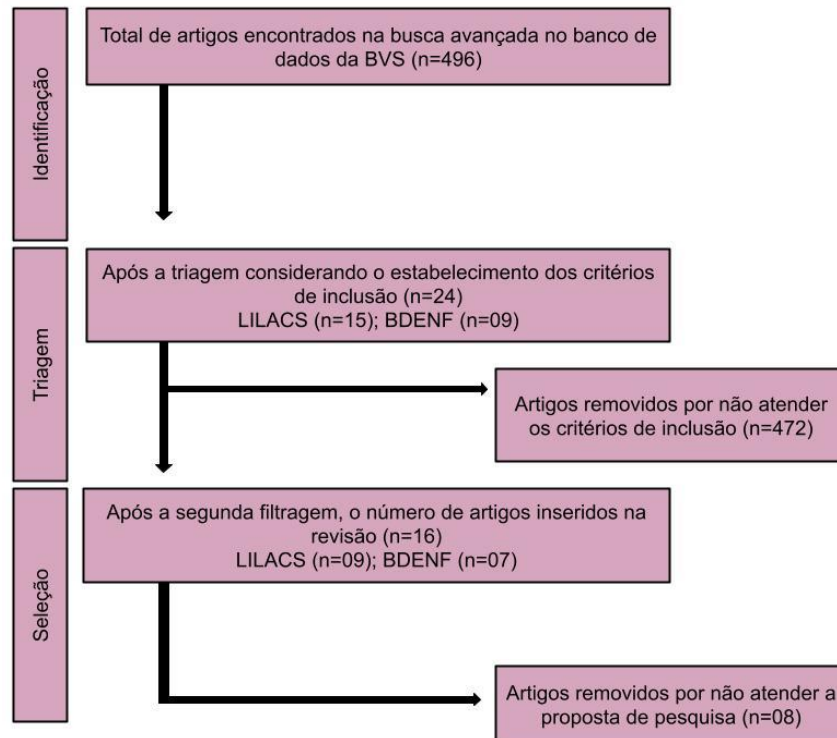 Identificação
Total de artigos encontrados na busca avançada no banco de
dados da BVS (n=496)
Triagem
Após a triagem considerando o estabelecimento dos critérios
de inclusão (n=24)
LILACS (n=15); BDENF (n=09)
Artigos removidos por não atender
os critérios de inclusão (n=472)
Seleção
Após a segunda filtragem, o número de artigos inseridos na
revisão (n=16)
LILACS (n=09); BDENF (n=07)
Artigos removidos por não atender a
proposta de pesquisa (n=08)